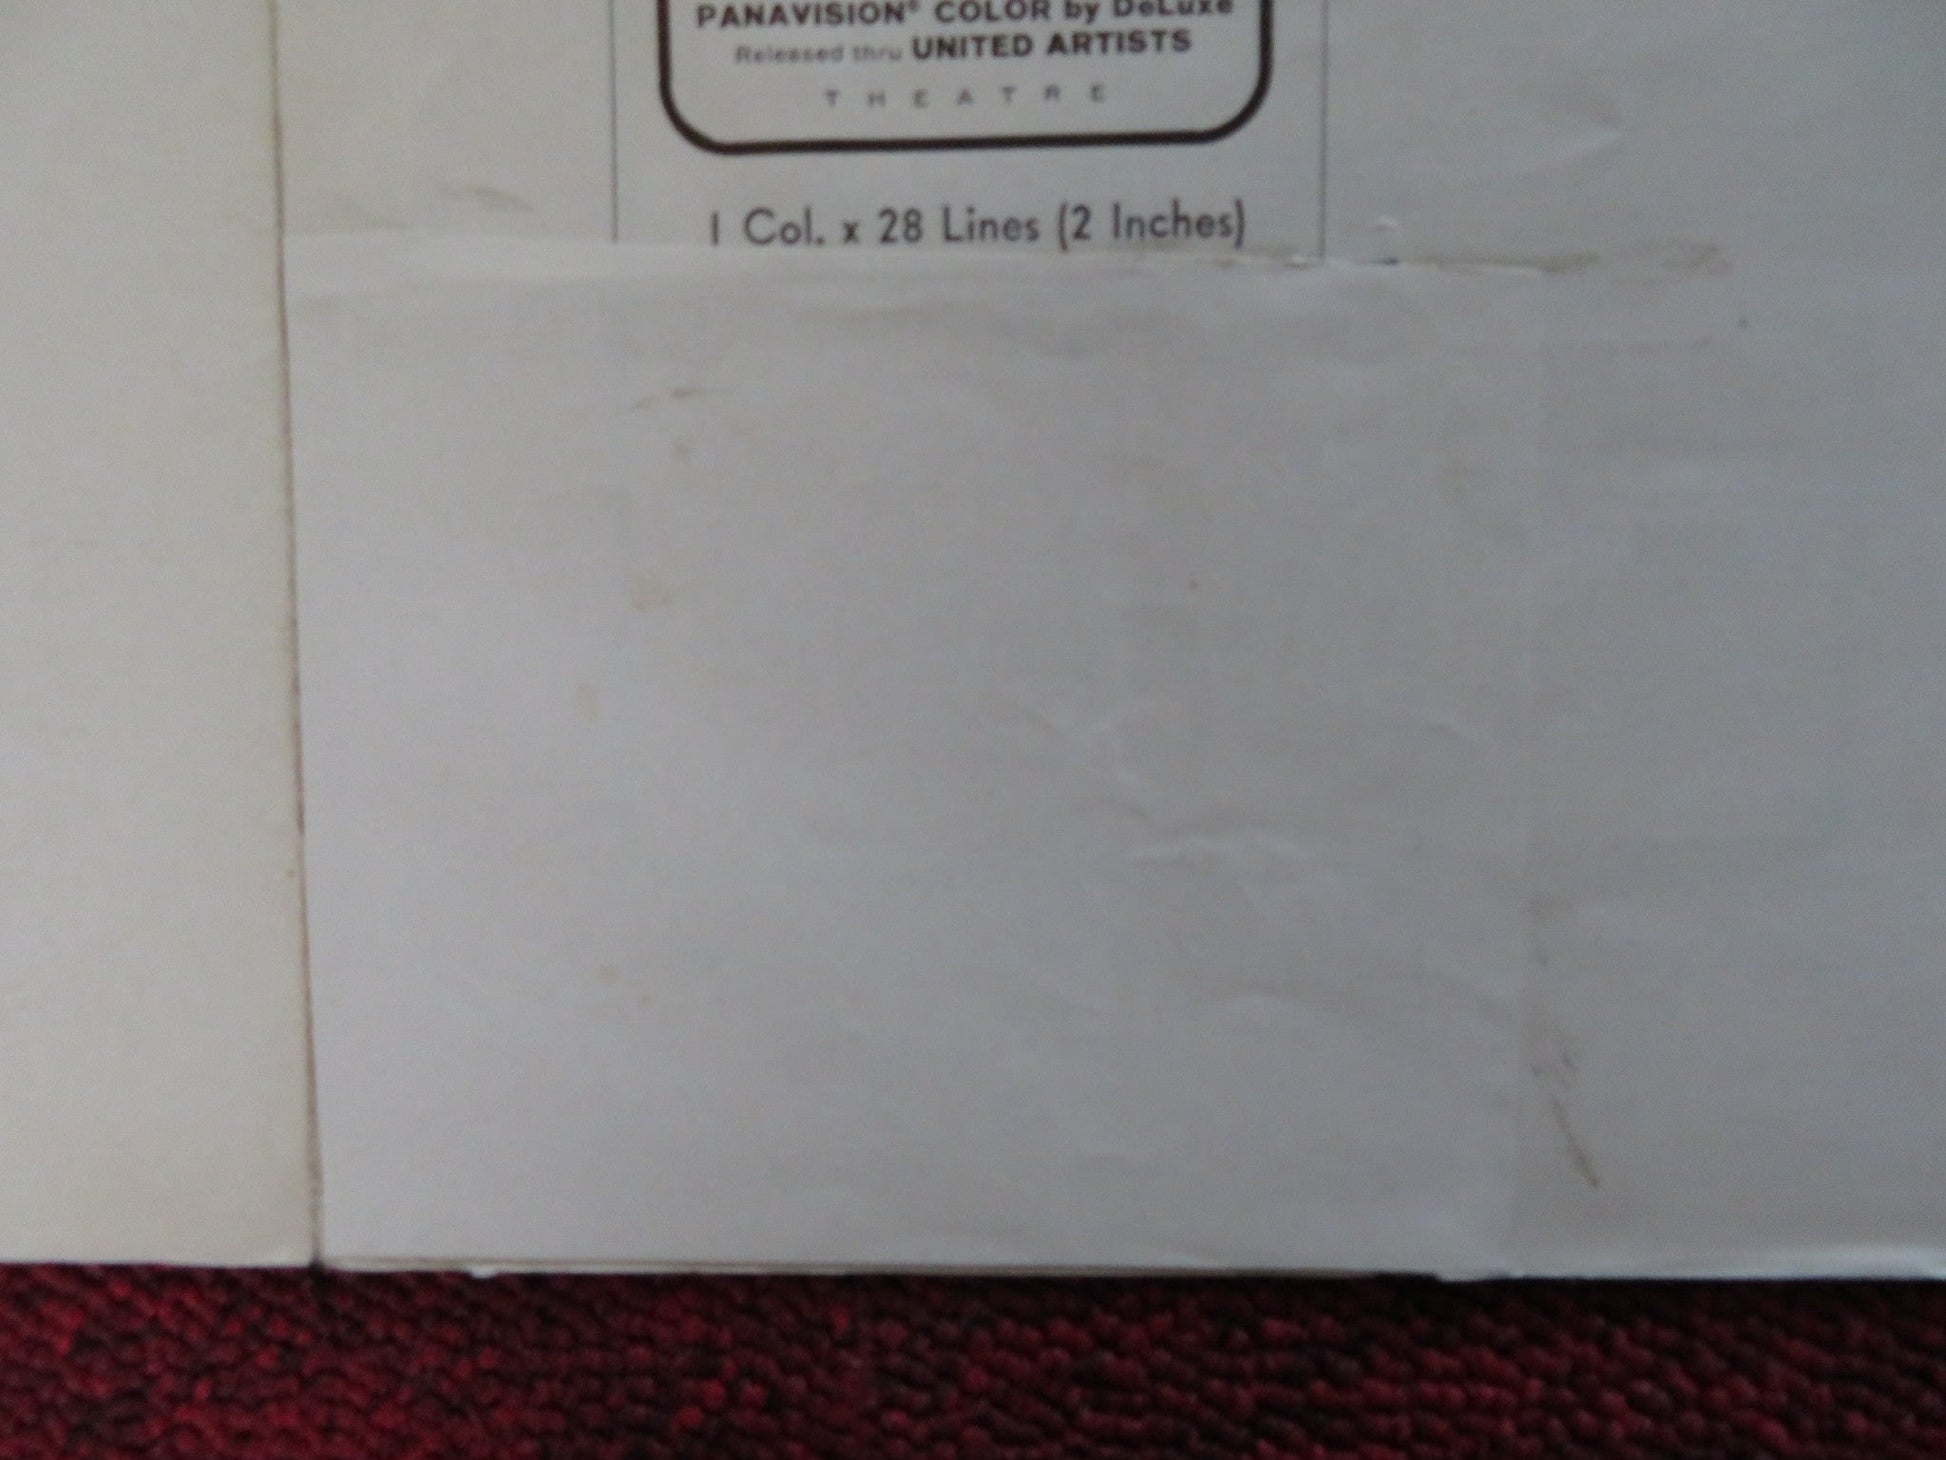 PANAVISION® COLOR by DeLuxe
Released thru UNITED ARTISTS
THEATRE
1 Col. x 28 Lines (2 Inches)